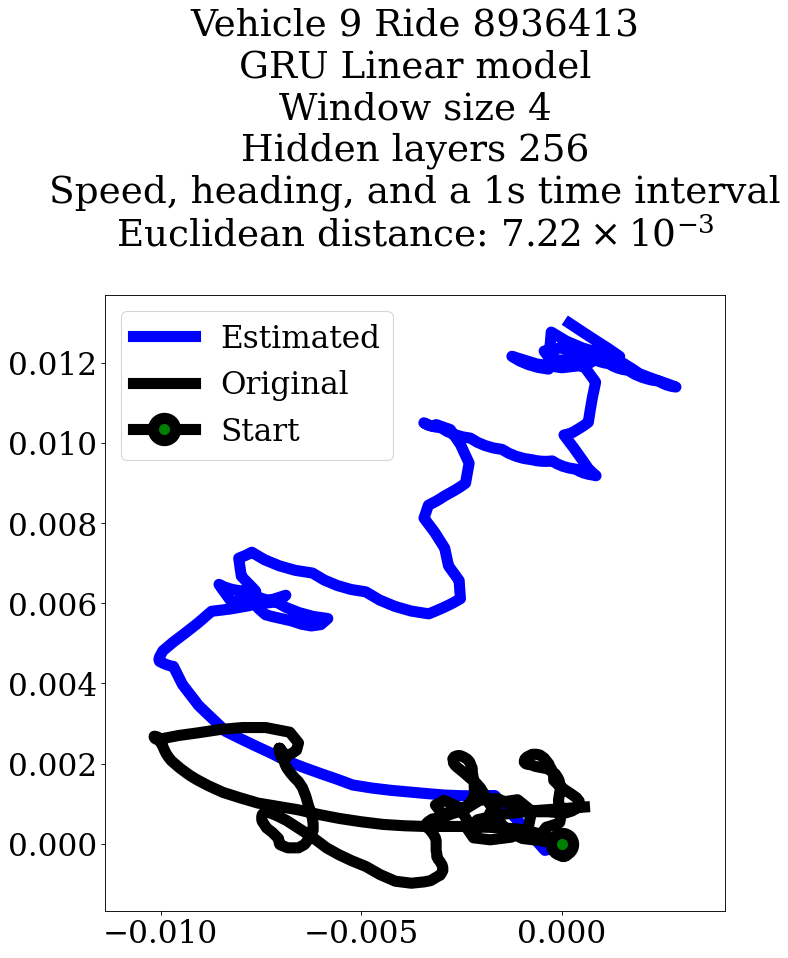 Vehicle 9 Ride 8936413
GRU Linear model
Window size 4
Hidden layers 256
Speed, heading, and a 1s time interval
Euclidean distance: 7.22 × 10⁻³
Estimated
Original
Start
0.012
0.010
0.008
0.006
0.004
0.002
0.000
−0.010 −0.005 0.000